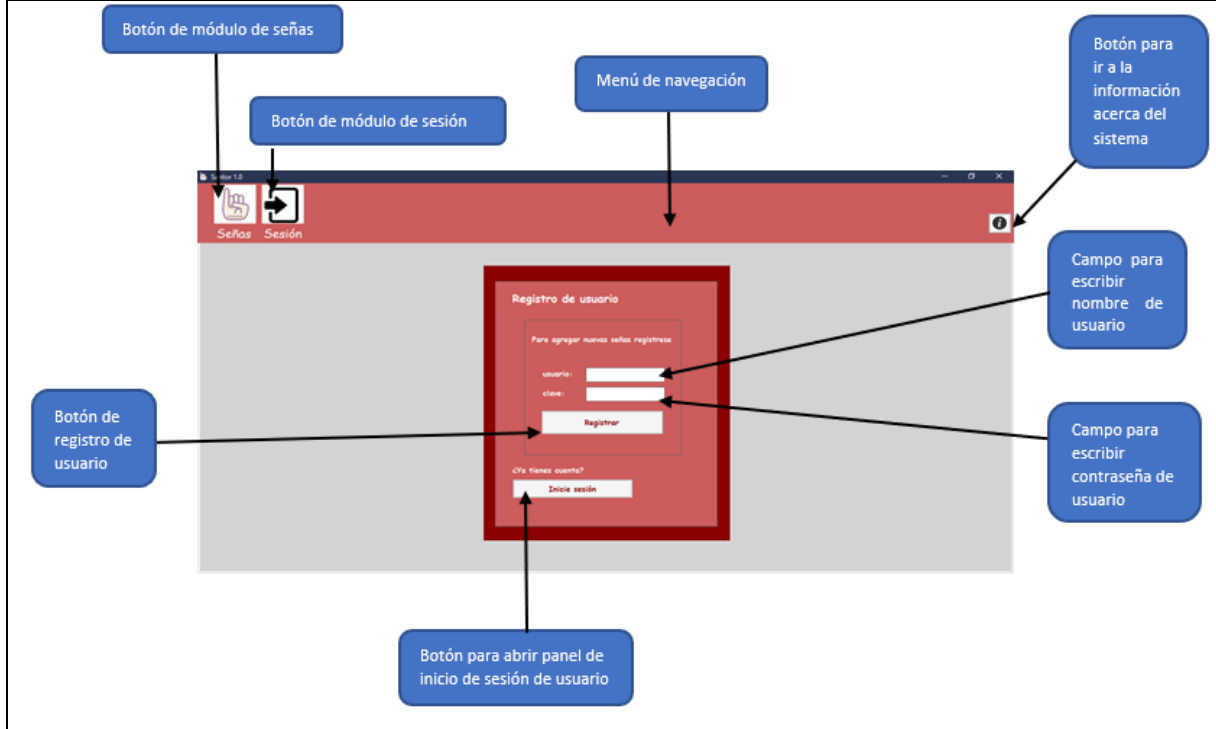 Botón de módulo de señas
Botón de módulo de sesión
Menú de navegación
Botón para
ir a la
información
acerca del
sistema
1.0
Señas Sesión
Campo para
escribir
nombre de
usuario
Registro de usuario
Para agregar nuevas señas regístrese
usuario:
clave:
Registrar
¿Ya tienes cuenta?
Inicie sesión
Botón de
registro de
usuario
Campo para
escribir
contraseña de
usuario
Botón para abrir panel de
inicio de sesión de usuario